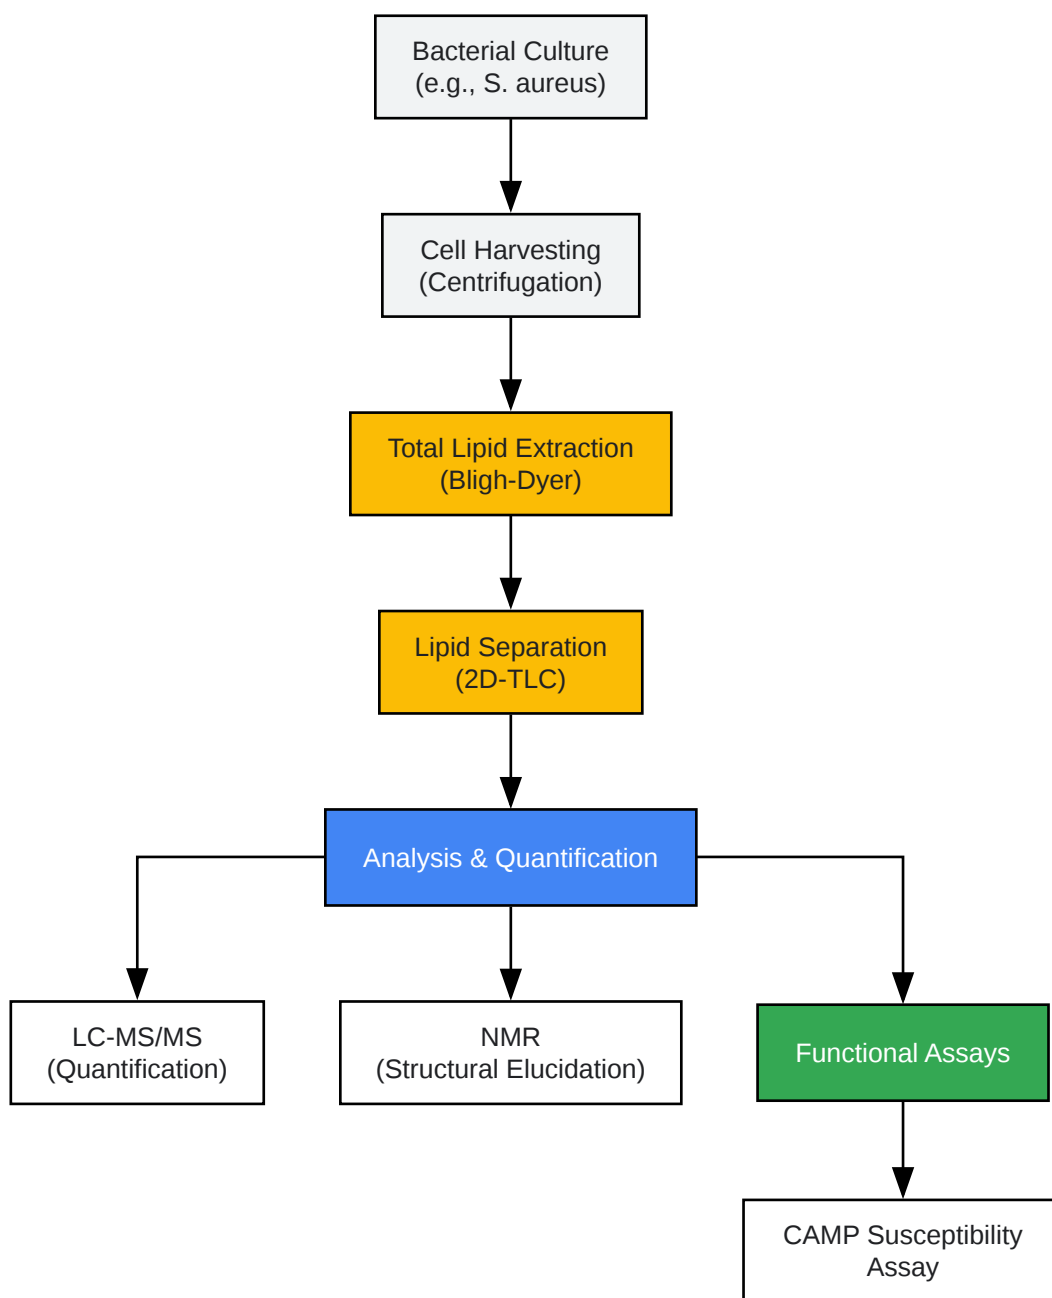 Bacterial Culture
(e.g., S. aureus)
Cell Harvesting
(Centrifugation)
Total Lipid Extraction
(Bligh-Dyer)
Lipid Separation
(2D-TLC)
Analysis & Quantification
LC-MS/MS
(Quantification)
NMR
(Structural Elucidation)
Functional Assays
CAMP Susceptibility
Assay